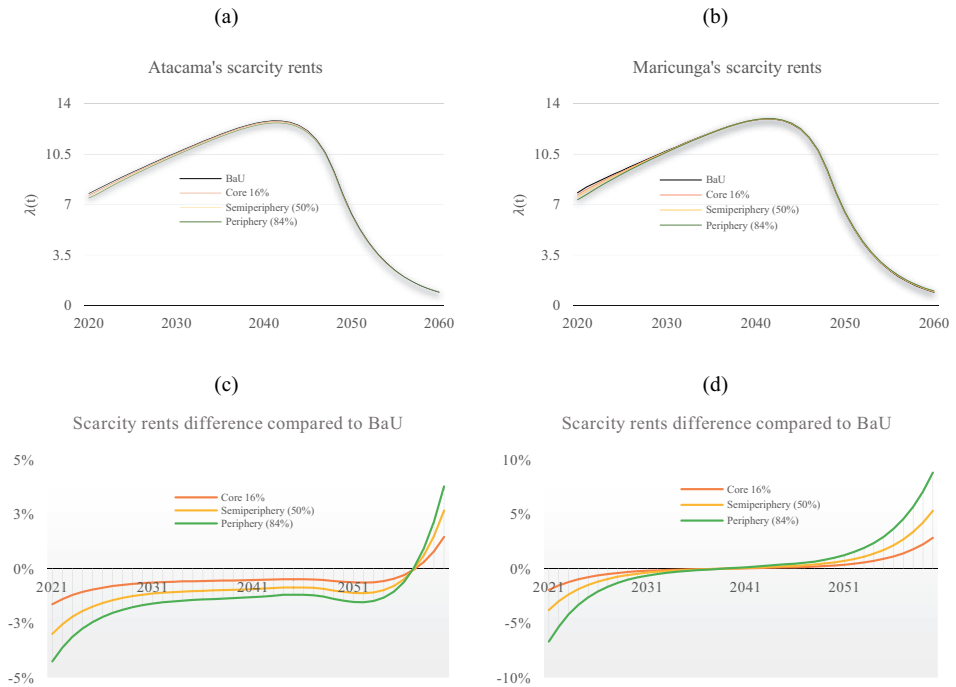 (a)
Atacama's scarcity rents
14
10.5
7
3.5
0
λ(t)
BaU
Core 16%
Semiperiphery (50%)
Periphery (84%)
2020 2030 2040 2050 2060
(b)
Maricunga's scarcity rents
14
10.5
7
3.5
0
λ(t)
BaU
Core 16%
Semiperiphery (50%)
Periphery (84%)
2020 2030 2040 2050 2060
(c)
Scarcity rents difference compared to BaU
5%
3%
0%
-3%
-5%
Core 16%
Semiperiphery (50%)
Periphery (84%)
2021 2031 2041 2051
(d)
Scarcity rents difference compared to BaU
10%
5%
0%
-5%
-10%
Core 16%
Semiperiphery (50%)
Periphery (84%)
2021 2031 2041 2051